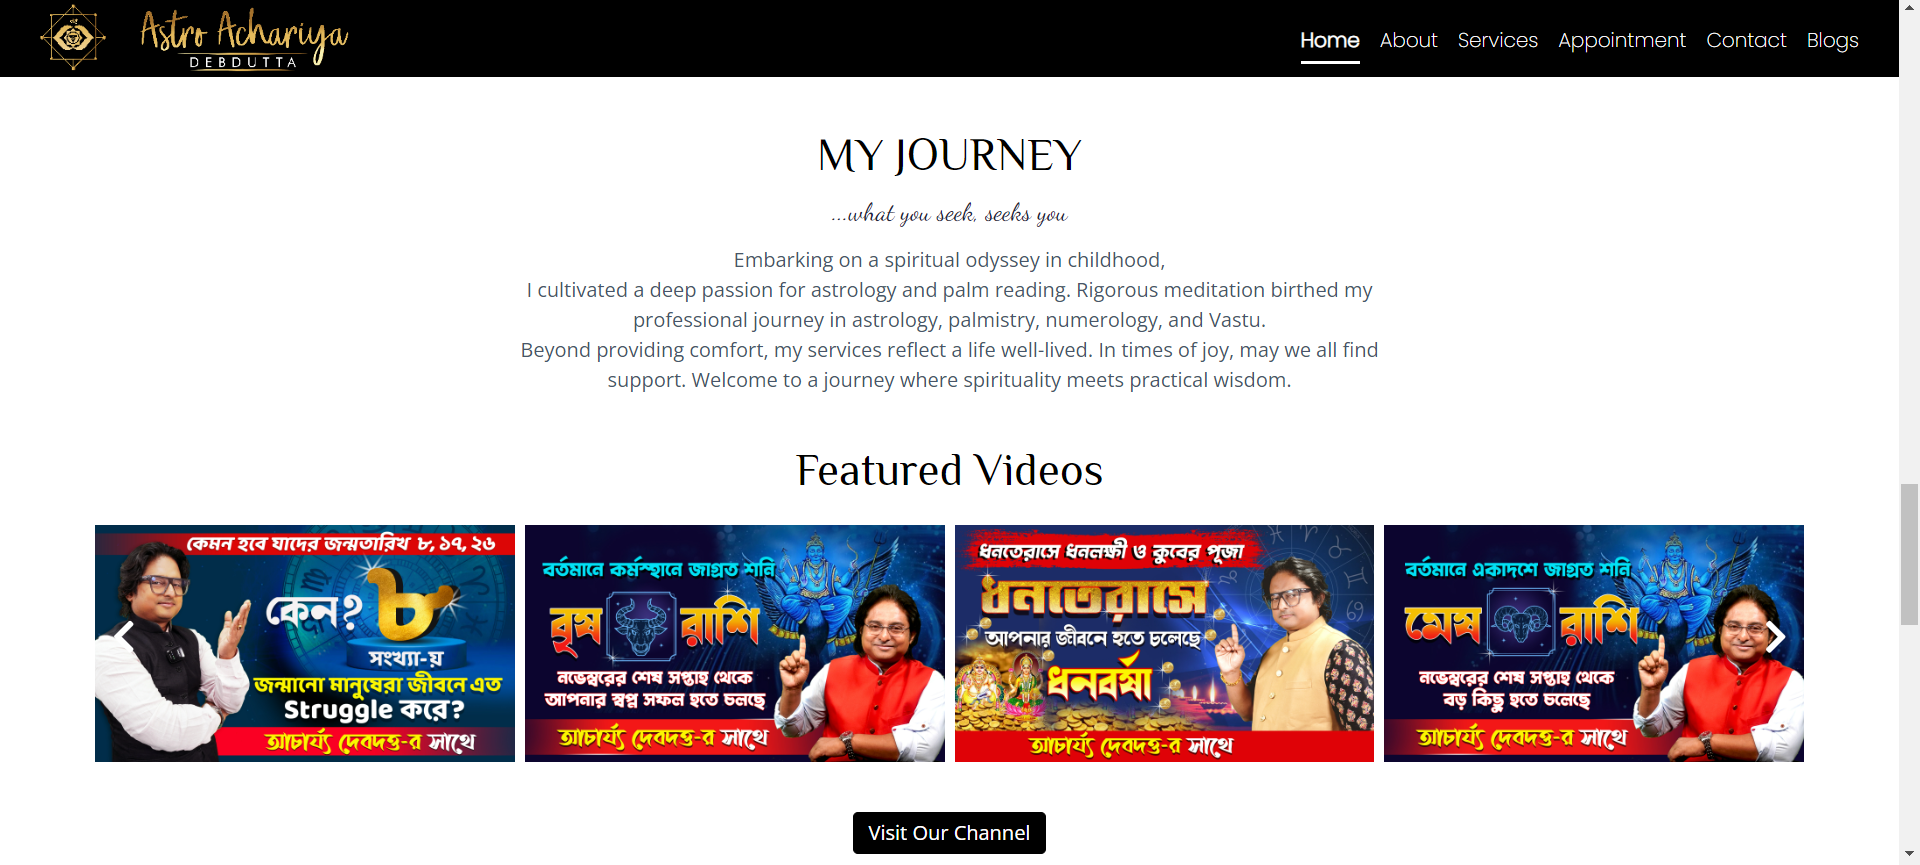 Astro Achariya
DEBDUTTA
Home About Services Appointment Contact Blogs
MY JOURNEY
...what you seek, seeks you
Embarking on a spiritual odyssey in childhood,
I cultivated a deep passion for astrology and palm reading. Rigorous meditation birthed my
professional journey in astrology, palmistry, numerology, and Vastu.
Beyond providing comfort, my services reflect a life well-lived. In times of joy, may we all find
support. Welcome to a journey where spirituality meets practical wisdom.
Featured Videos
কেমন হবে যাদের জন্মতারিখ ৮, ১৭, ২৬
কেন? ৮
সংখ্যা-য়
জন্মানো মানুষেরা জীবনে এত
Struggle করে?
আচার্য্য দেবদত্ত-র সাথে
বর্তমানে কর্মস্থানে জাগ্রত শনি
বৃষ রাশি
নভেম্বরের শেষ সপ্তাহ থেকে
আপনার স্বপ্ন সফল হতে চলছে
আচার্য্য দেবদত্ত-র সাথে
ধনতেরাসে ধনলক্ষী ও কুবের পূজা
ধনতেরাসে
আপনার জীবনে হতে চলেছে
ধনবর্ষা
আচার্য্য দেবদত্ত-র সাথে
বর্তমানে একাদশে জাগ্রত শনি
মেষ রাশি
নভেম্বরের শেষ সপ্তাহ থেকে
বড় কিছু হতে চলেছে
আচার্য্য দেবদত্ত-র সাথে
Visit Our Channel